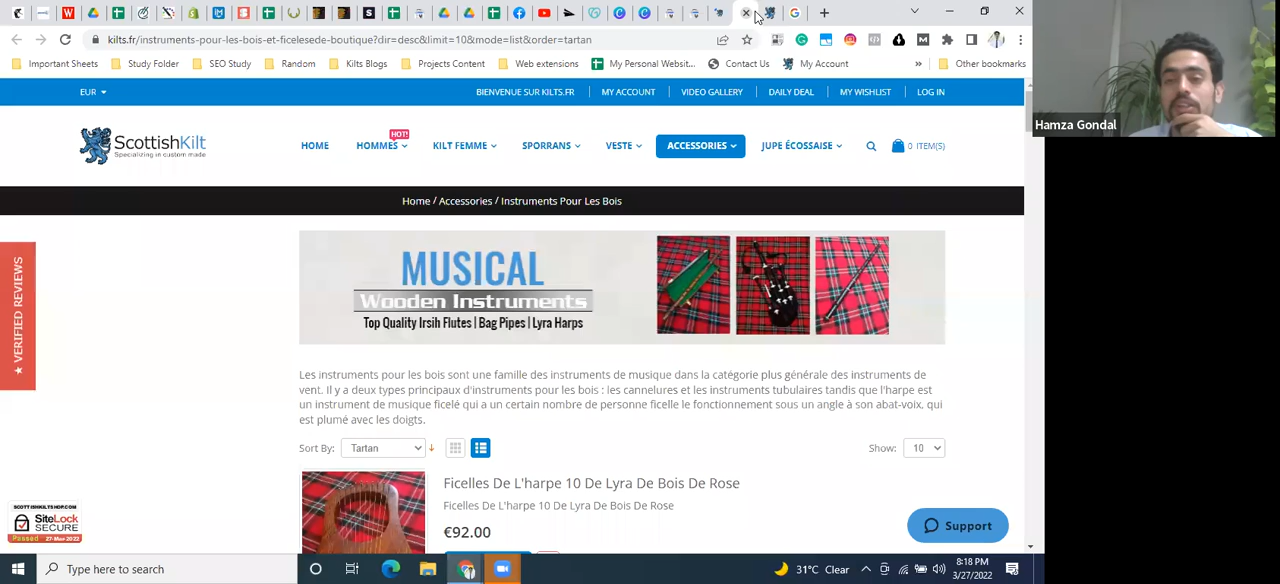 kilts.fr/instruments-pour-les-bois-et-ficelesede-boutique?dir=desc&limit=10&mode=list&order=tartan
Important Sheets
Study Folder
SEO Study
Random
Kilts Blogs
Projects Content
Web extensions
My Personal Websit...
Contact Us
My Account
»
Other bookmarks
Hamza Gondal
EUR
BIENVENUE SUR KILTS.FR
MY ACCOUNT
VIDEO GALLERY
DAILY DEAL
MY WISHLIST
LOG IN
ScottishKilt
Specializing in custom made
HOT!
HOME
HOMMES
KILT FEMME
SPORRANS
VESTE
ACCESSORIES
JUPE ÉCOSSAISE
0 ITEM(S)
Home / Accessories / Instruments Pour Les Bois
★ VERIFIED REVIEWS
MUSICAL
Wooden Instruments
Top Quality Irsih Flutes | Bag Pipes | Lyra Harps
Les instruments pour les bois sont une famille des instruments de musique dans la catégorie plus générale des instruments de
vent. Il y a deux types principaux d'instruments pour les bois : les cannelures et les instruments tubulaires tandis que l'harpe est
un instrument de musique ficelé qui a un certain nombre de personne ficelle le fonctionnement sous un angle à son abat-voix, qui
est plumé avec les doigts.
Sort By: Tartan
Show: 10
Ficelles De L'harpe 10 De Lyra De Bois De Rose
Ficelles De L'harpe 10 De Lyra De Bois De Rose
€92.00
SCOTTISHKILTSHOP.COM
SiteLock
SECURE
Passed 27-Mar-2022
Support
Type here to search
31°C Clear
8:18 PM
3/27/2022